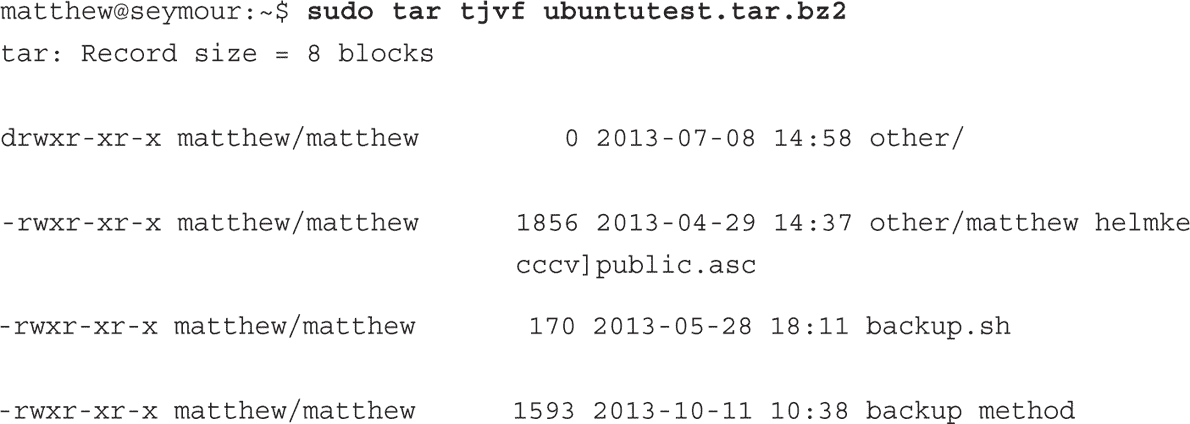 matthew@seymour:~$ sudo tar tjvf ubuntutest.tar.bz2
tar: Record size = 8 blocks
drwxr-xr-x matthew/matthew 0 2013-07-08 14:58 other/
-rwxr-xr-x matthew/matthew 1856 2013-04-29 14:37 other/matthew helmke
cccv]public.asc
-rwxr-xr-x matthew/matthew 170 2013-05-28 18:11 backup.sh
-rwxr-xr-x matthew/matthew 1593 2013-10-11 10:38 backup method